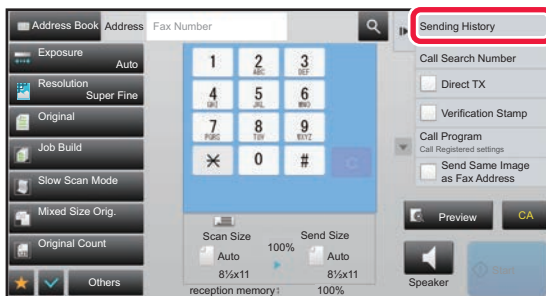 Address Book
Address
Fax Number
Sending History
Exposure
Auto
Resolution
Super Fine
Original
Job Build
Slow Scan Mode
Mixed Size Orig.
Original Count
Others
1
2
ABC
3
DEF
4
GHI
5
JKL
6
MNO
7
PQRS
8
TUV
9
WXYZ
0
#
C
Scan Size
Auto
8½x11
100%
Send Size
Auto
8½x11
reception memory:
100%
Call Search Number
Direct TX
Verification Stamp
Call Program
Call Registered settings
Send Same Image
as Fax Address
Preview
CA
Speaker
Start